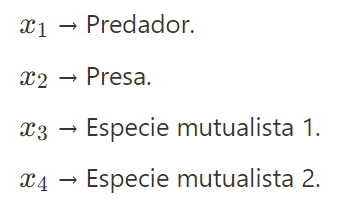 x₁ → Predador.
x₂ → Presa.
x₃ → Especie mutualista 1.
x₄ → Especie mutualista 2.